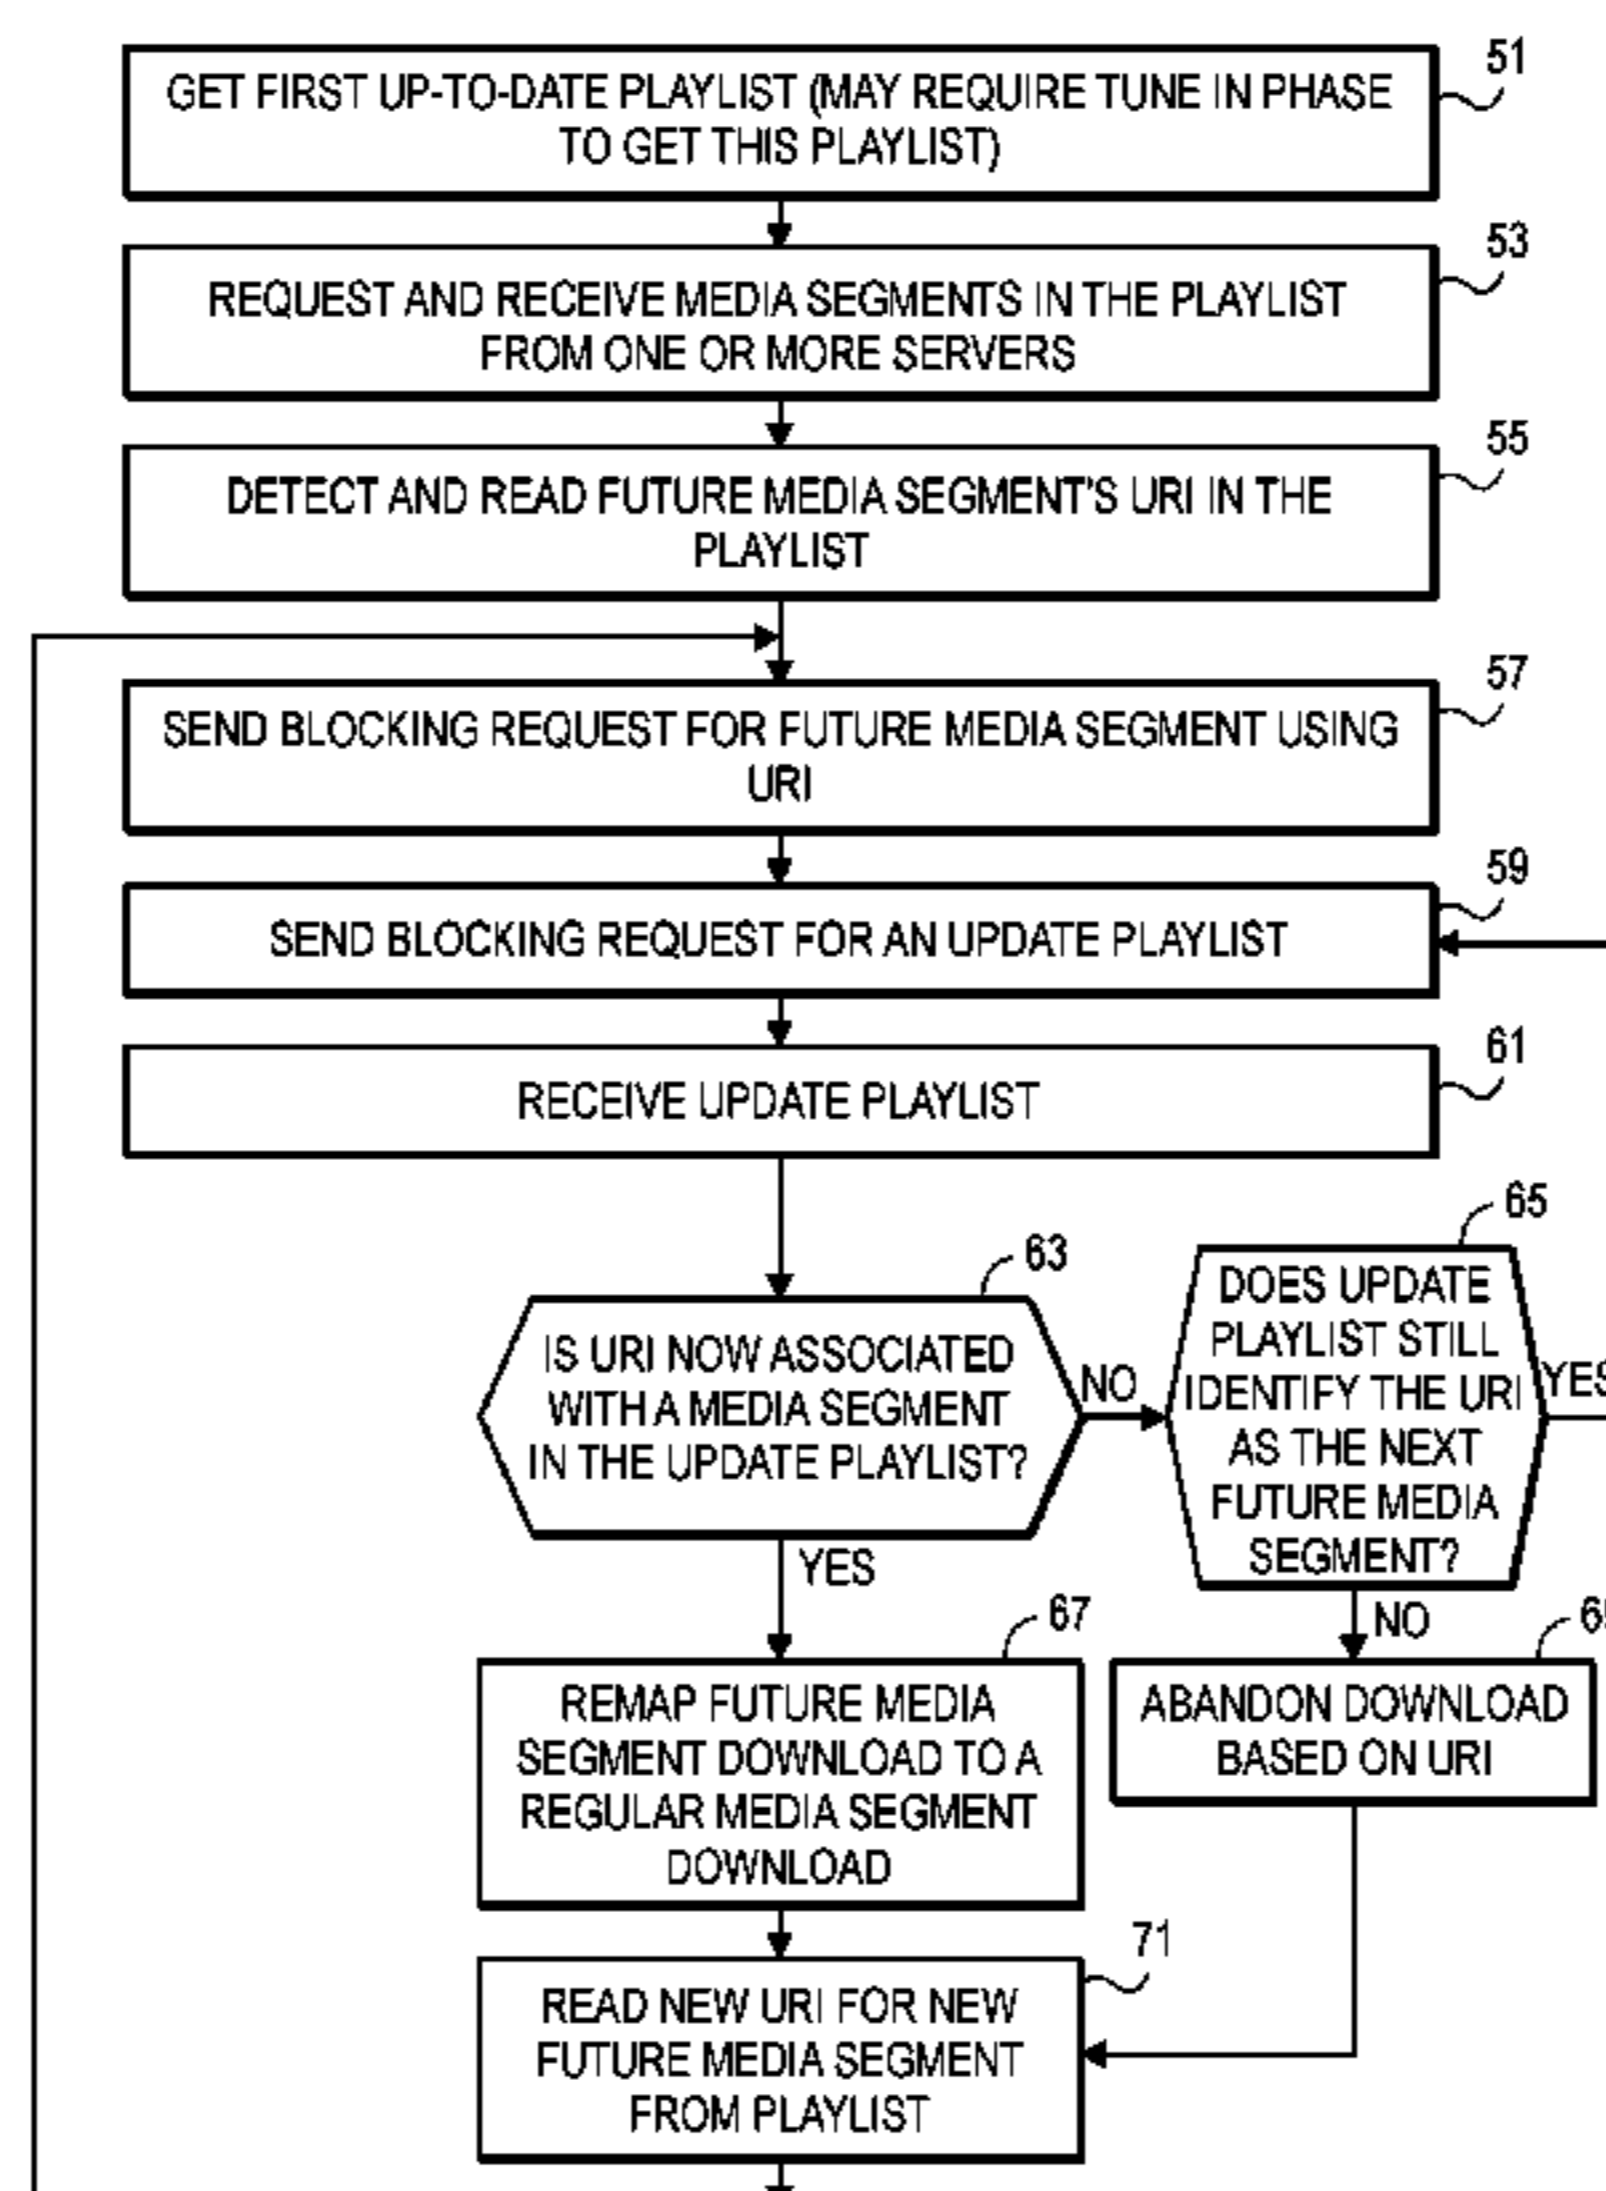 51
GET FIRST UP-TO-DATE PLAYLIST (MAY REQUIRE TUNE IN PHASE
TO GET THIS PLAYLIST)
53
REQUEST AND RECEIVE MEDIA SEGMENTS IN THE PLAYLIST
FROM ONE OR MORE SERVERS
55
DETECT AND READ FUTURE MEDIA SEGMENT'S URI IN THE
PLAYLIST
57
SEND BLOCKING REQUEST FOR FUTURE MEDIA SEGMENT USING
URI
59
SEND BLOCKING REQUEST FOR AN UPDATE PLAYLIST
61
RECEIVE UPDATE PLAYLIST
63
IS URI NOW ASSOCIATED
WITH A MEDIA SEGMENT
IN THE UPDATE PLAYLIST?
NO
65
DOES UPDATE
PLAYLIST STILL
IDENTIFY THE URI
AS THE NEXT
FUTURE MEDIA
SEGMENT?
YES
YES
NO
67
REMAP FUTURE MEDIA
SEGMENT DOWNLOAD TO A
REGULAR MEDIA SEGMENT
DOWNLOAD
ABANDON DOWNLOAD
BASED ON URI
71
READ NEW URI FOR NEW
FUTURE MEDIA SEGMENT
FROM PLAYLIST